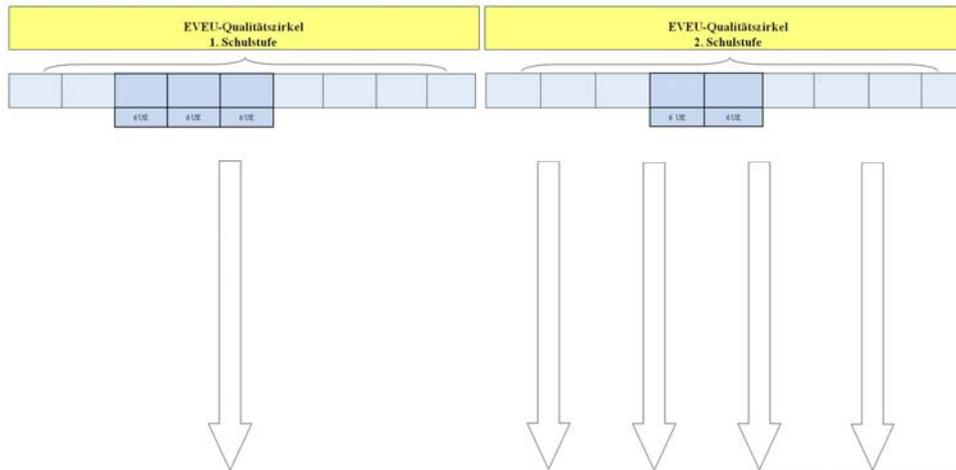 EVEU-Qualitätszirkel
1. Schulstufe
EVEU-Qualitätszirkel
2. Schulstufe
6 UE
6 UE
6 UE
6 UE
6 UE